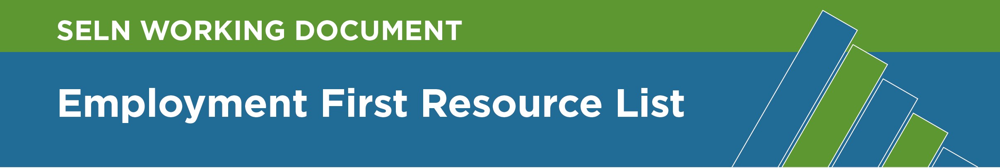 SELN WORKING DOCUMENT
Employment First Resource List